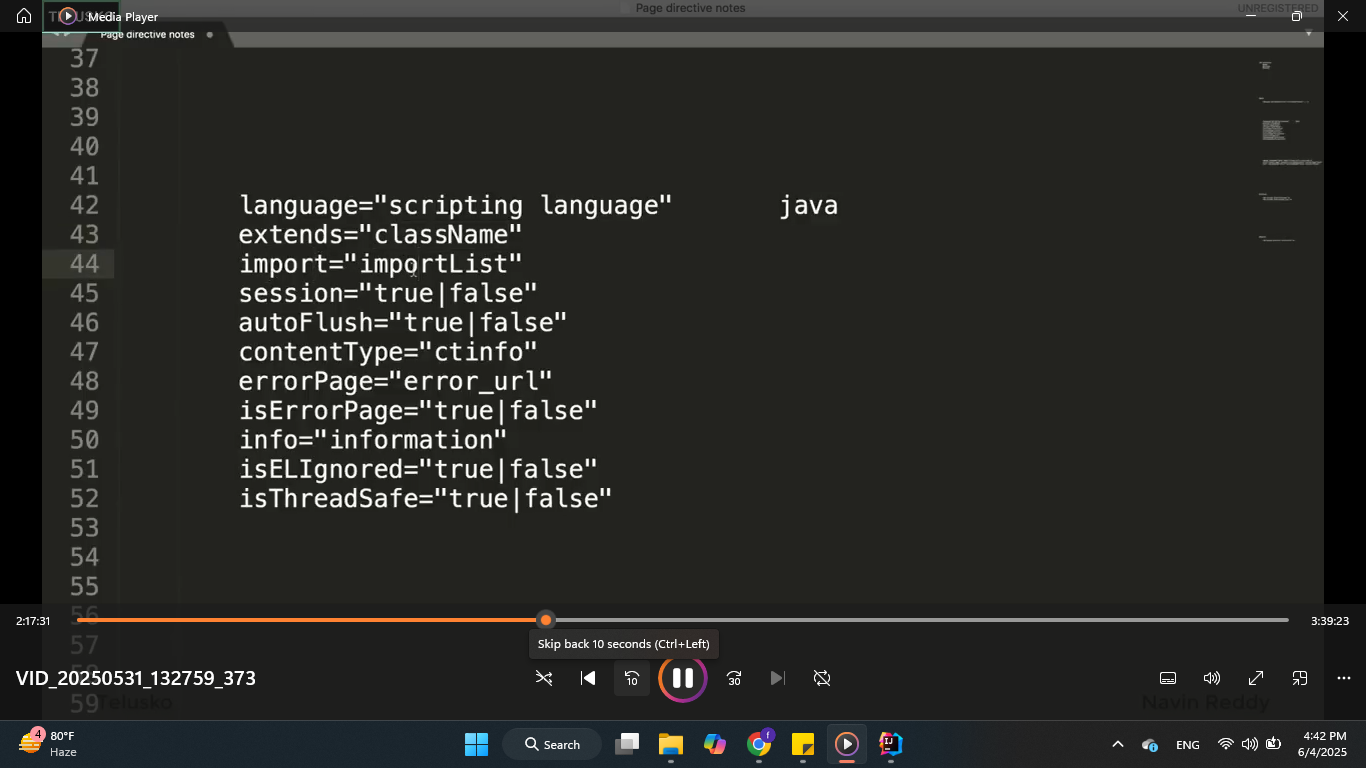 Page directive notes
UNREGISTERED
Media Player
Page directive notes
37
38
39
40
41
42 language="scripting language" java
43 extends="className"
44 import="importList"
45 session="true|false"
46 autoFlush="true|false"
47 contentType="ctinfo"
48 errorPage="error_url"
49 isErrorPage="true|false"
50 info="information"
51 isELIgnored="true|false"
52 isThreadSafe="true|false"
53
54
55
56
2:17:31
3:39:23
57
Skip back 10 seconds (Ctrl+Left)
58
VID_20250531_132759_373
10
30
59
Telusko
Navin Reddy
4
80°F
Haze
Search
f
ENG
4:42 PM
6/4/2025